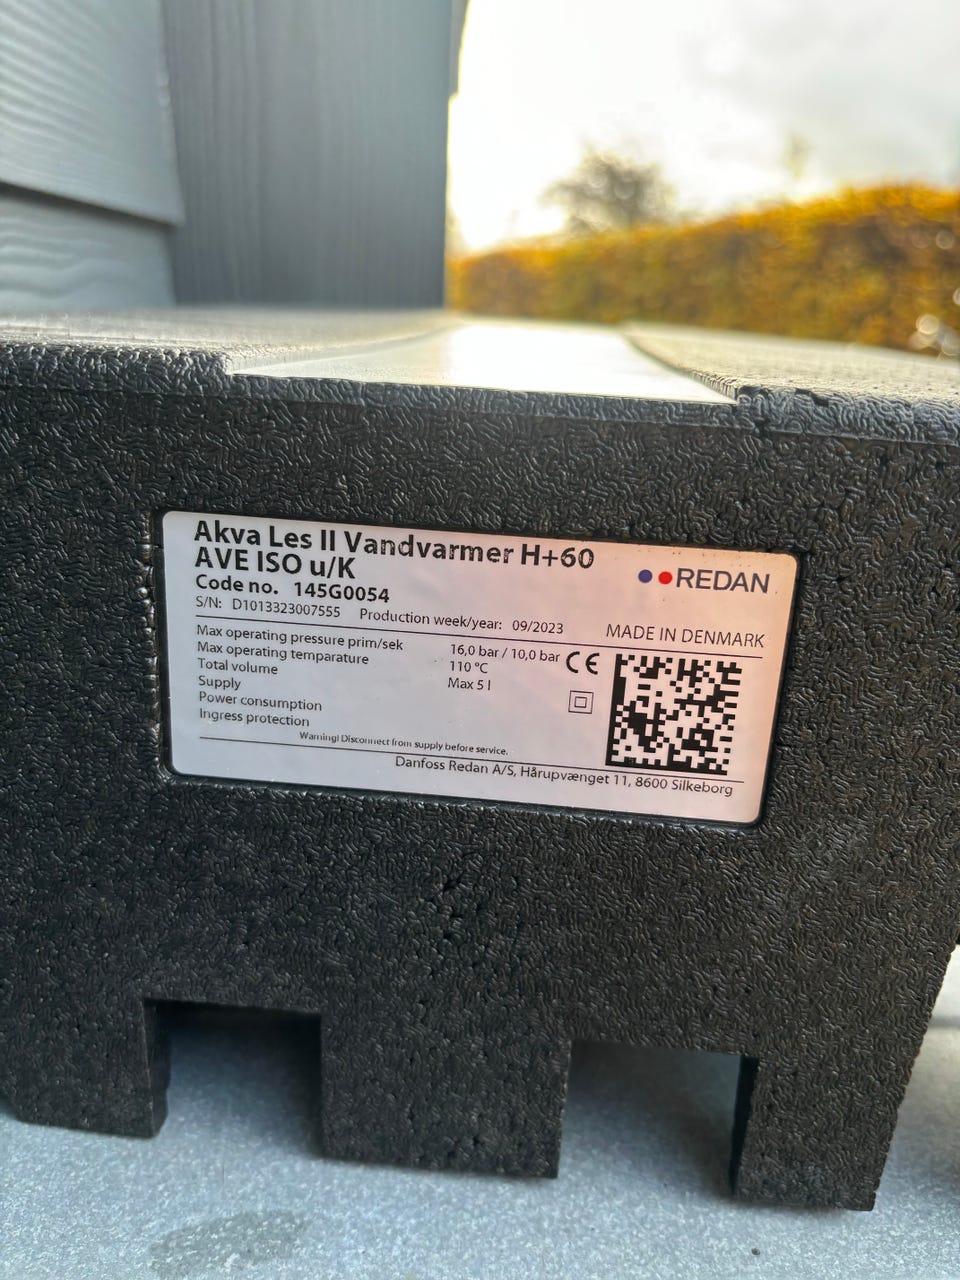 Akva Les II Vandvarmer H+60
AVE ISO u/K
REDAN
Code no. 145G0054
S/N: D1013323007555 Production week/year: 09/2023
MADE IN DENMARK
Max operating pressure prim/sek 16,0 bar / 10,0 bar
Max operating temparature 110 °C
Total volume Max 5 l
Supply
Power consumption
Ingress protection
CE
Warning! Disconnect from supply before service.
Danfoss Redan A/S, Hårupvænget 11, 8600 Silkeborg